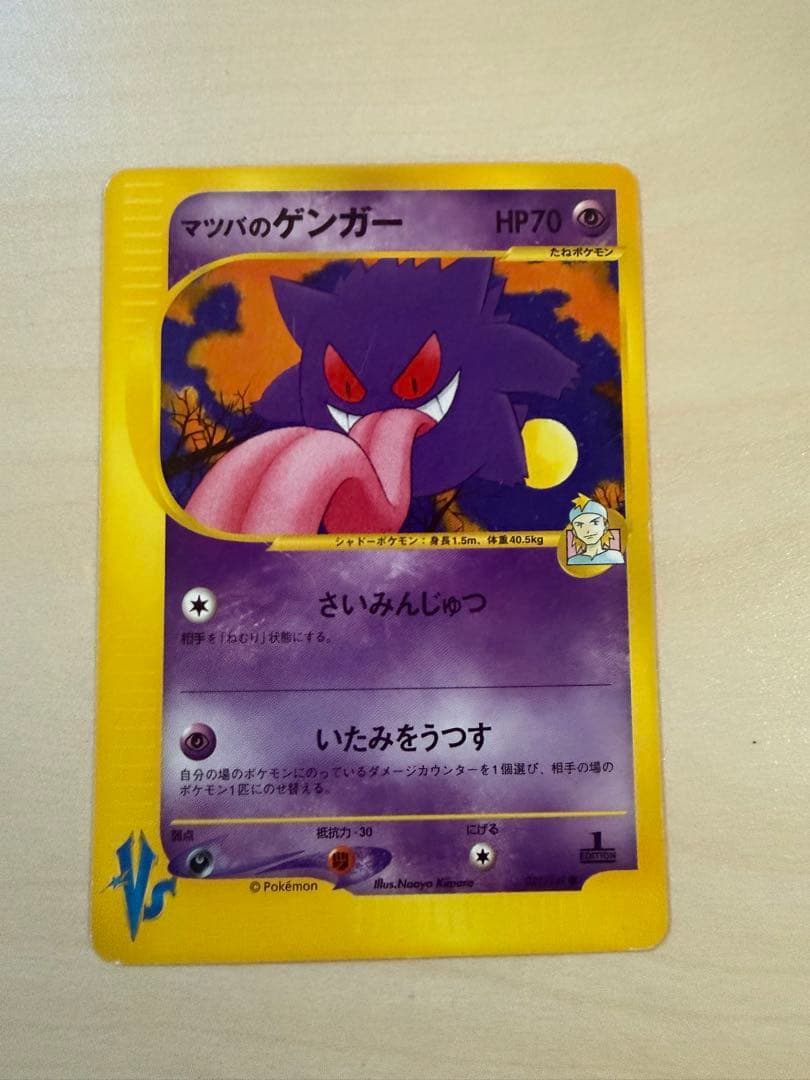 マツバのゲンガー HP70
たねポケモン
シャドーポケモン：身長1.5m、体重40.5kg
さいみんじゅつ
相手を「ねむり」状態にする。
いたみをうつす
自分の場のポケモンにのっているダメージカウンターを1個選び、相手の場の
ポケモン1匹にのせ替える。
弱点 抵抗力-30 にげる
1
EDITION
VS
© Pokémon Illus.Naoyo Kimura